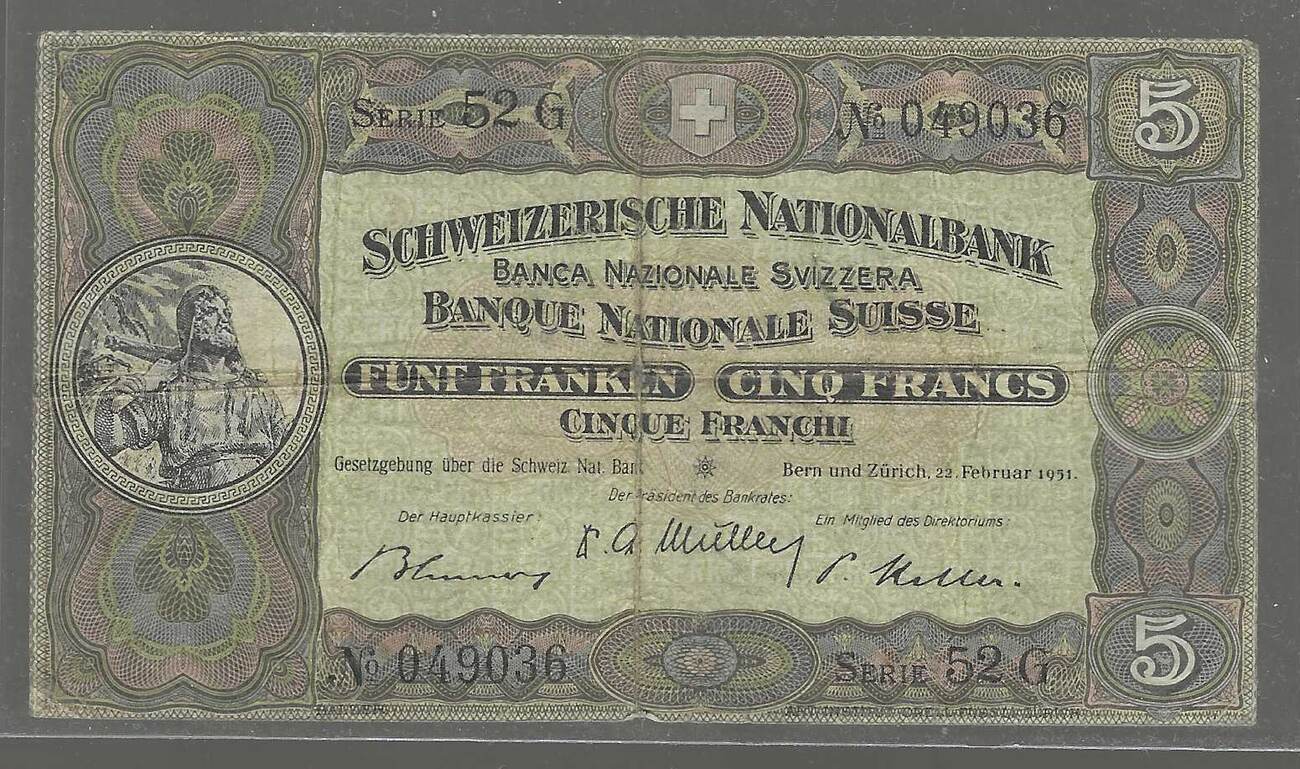 SERIE 52 G
№ 049036
5
SCHWEIZERISCHE NATIONALBANK
BANCA NAZIONALE SVIZZERA
BANQUE NATIONALE SUISSE
FÜNF FRANKEN CINQ FRANCS
CINQUE FRANCHI
Gesetzgebung über die Schweiz. Nat. Bank
Bern und Zürich, 22. Februar 1951.
Der Präsident des Bankrates:
Der Hauptkassier:
Ein Mitglied des Direktoriums:
Müller
№ 049036
SERIE 52 G
5